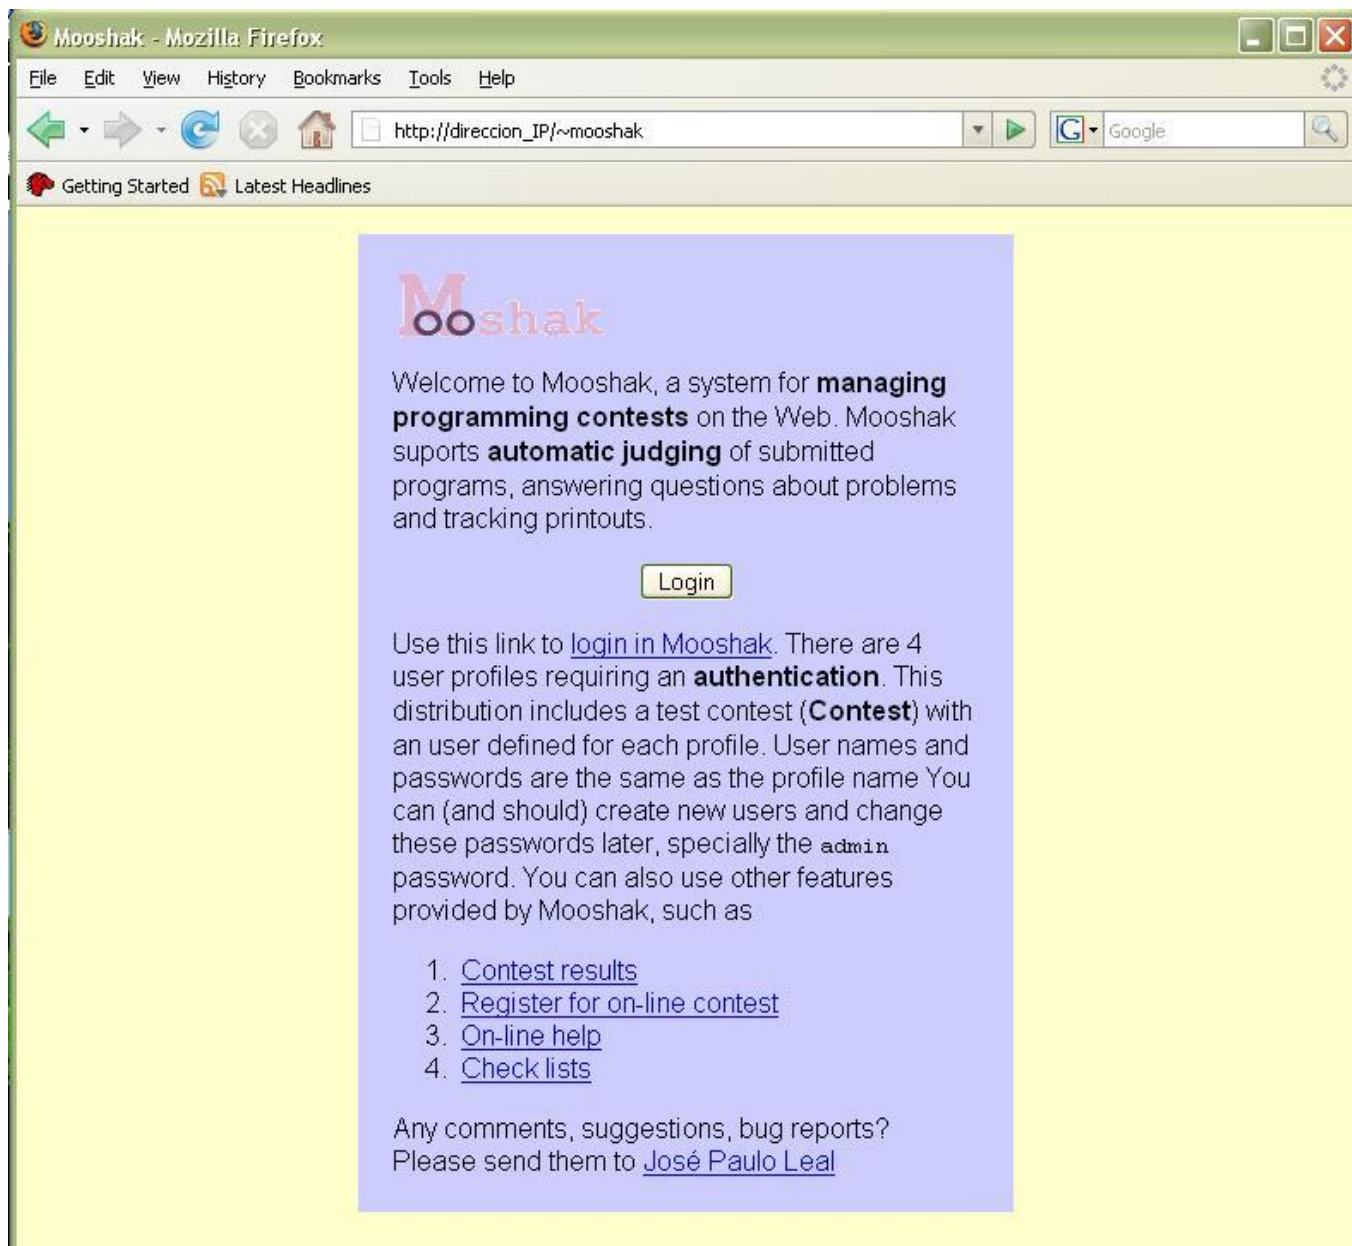 Mooshak - Mozilla Firefox
File Edit View History Bookmarks Tools Help
http://direccion_IP/~mooshak
G Google
Getting Started Latest Headlines
Mooshak
Welcome to Mooshak, a system for managing
programming contests on the Web. Mooshak
suports automatic judging of submitted
programs, answering questions about problems
and tracking printouts.
Login
Use this link to login in Mooshak. There are 4
user profiles requiring an authentication. This
distribution includes a test contest (Contest) with
an user defined for each profile. User names and
passwords are the same as the profile name You
can (and should) create new users and change
these passwords later, specially the admin
password. You can also use other features
provided by Mooshak, such as
1. Contest results
2. Register for on-line contest
3. On-line help
4. Check lists
Any comments, suggestions, bug reports?
Please send them to José Paulo Leal